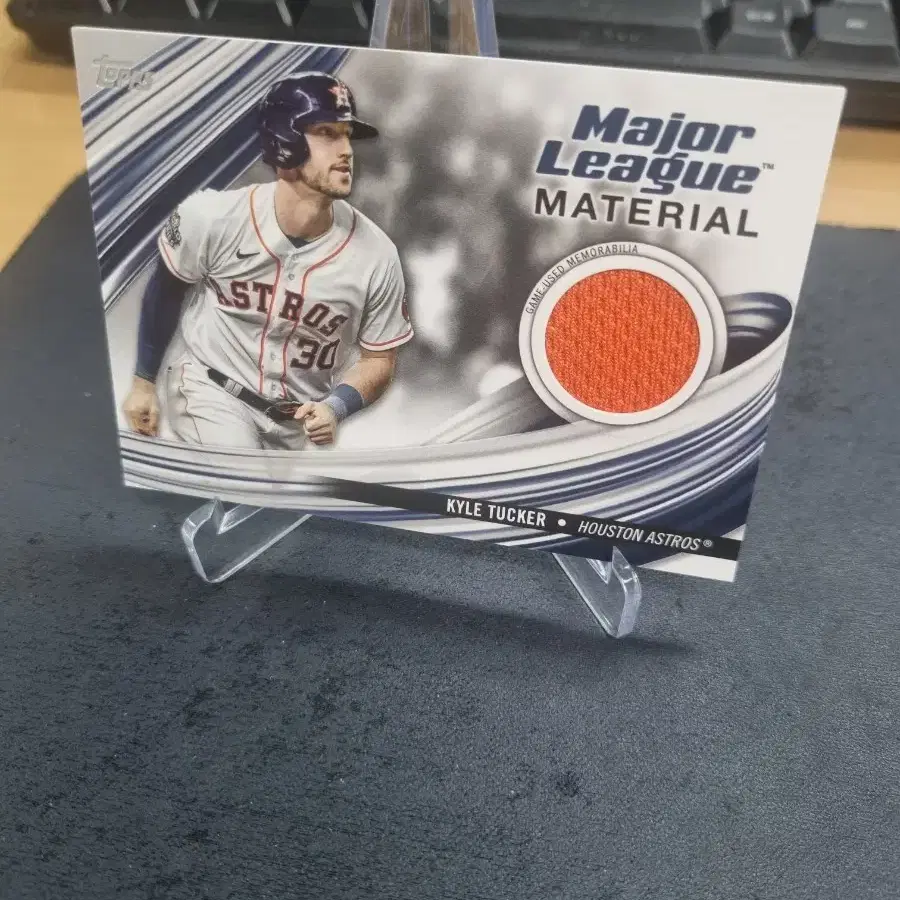 Topps
Major
League™
MATERIAL
GAME USED MEMORABILIA
ASTROS
30
KYLE TUCKER • HOUSTON ASTROS®